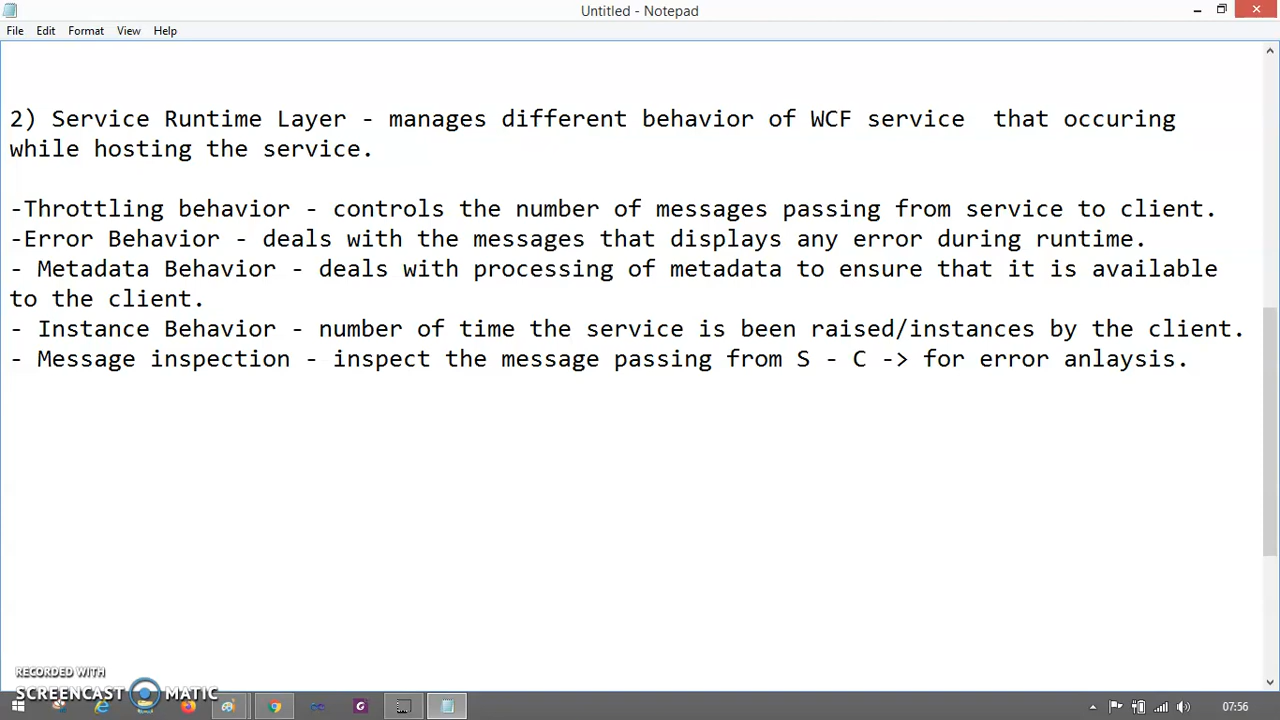 Untitled - Notepad
File Edit Format View Help
2) Service Runtime Layer - manages different behavior of WCF service  that occuring
while hosting the service.
-Throttling behavior - controls the number of messages passing from service to client.
-Error Behavior - deals with the messages that displays any error during runtime.
- Metadata Behavior - deals with processing of metadata to ensure that it is available
to the client.
- Instance Behavior - number of time the service is been raised/instances by the client.
- Message inspection - inspect the message passing from S - C -> for error anlaysis.
RECORDED WITH
SCREENCAST MATIC
07:56